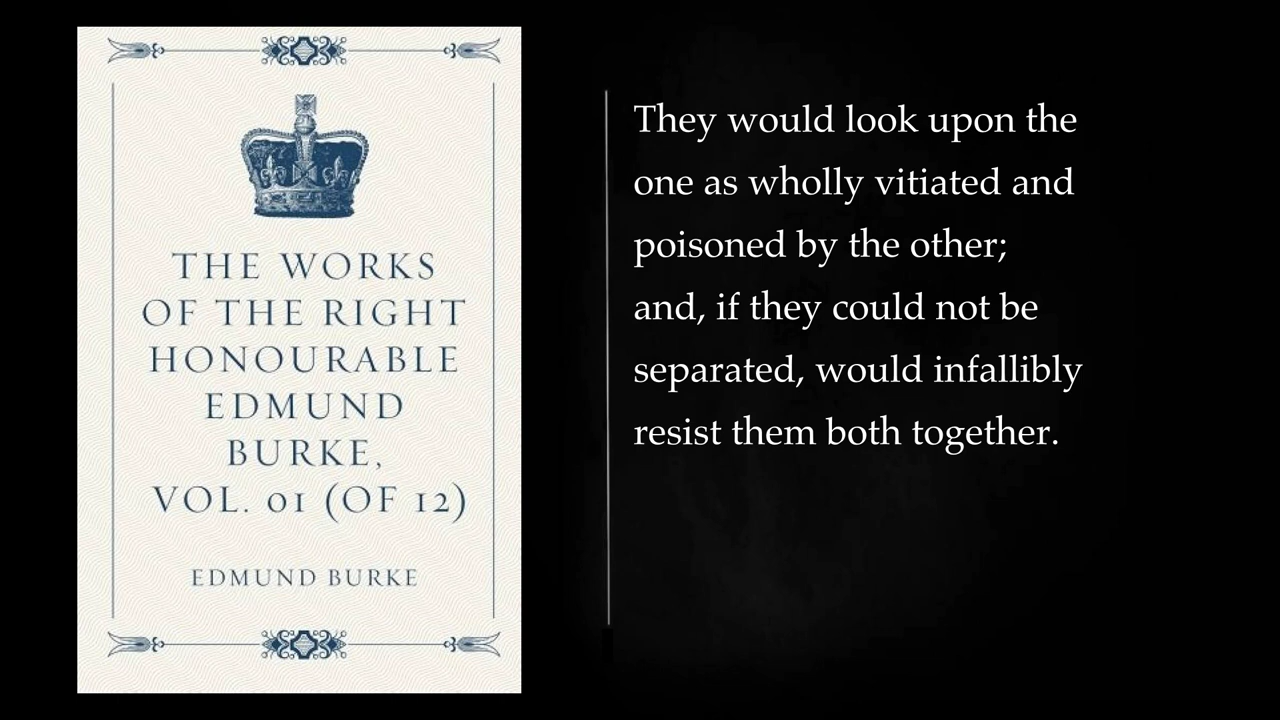 THE WORKS
OF THE RIGHT
HONOURABLE
EDMUND
BURKE,
VOL. 01 (OF 12)
EDMUND BURKE
They would look upon the
one as wholly vitiated and
poisoned by the other;
and, if they could not be
separated, would infallibly
resist them both together.